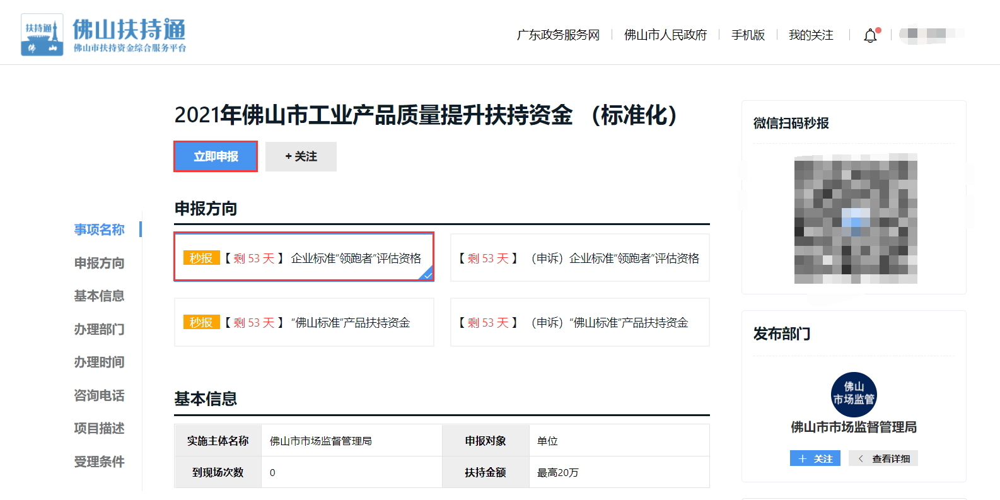 扶持通
佛 山
佛山扶持通
佛山市扶持资金综合服务平台
广东政务服务网
佛山市人民政府
手机版
我的关注
2021年佛山市工业产品质量提升扶持资金 （标准化）
立即申报
+ 关注
事项名称
申报方向
基本信息
办理部门
办理时间
咨询电话
项目描述
受理条件
申报方向
秒报 【 剩 53 天 】 企业标准“领跑者”评估资格
【 剩 53 天 】 （申诉）企业标准“领跑者”评估资格
秒报 【 剩 53 天 】 “佛山标准”产品扶持资金
【 剩 53 天 】 （申诉）“佛山标准”产品扶持资金
基本信息
实施主体名称 佛山市市场监督管理局 申报对象 单位
到现场次数 0 扶持金额 最高20万
微信扫码秒报
发布部门
佛山
市场监管
佛山市市场监督管理局
+ 关注
< 查看详细